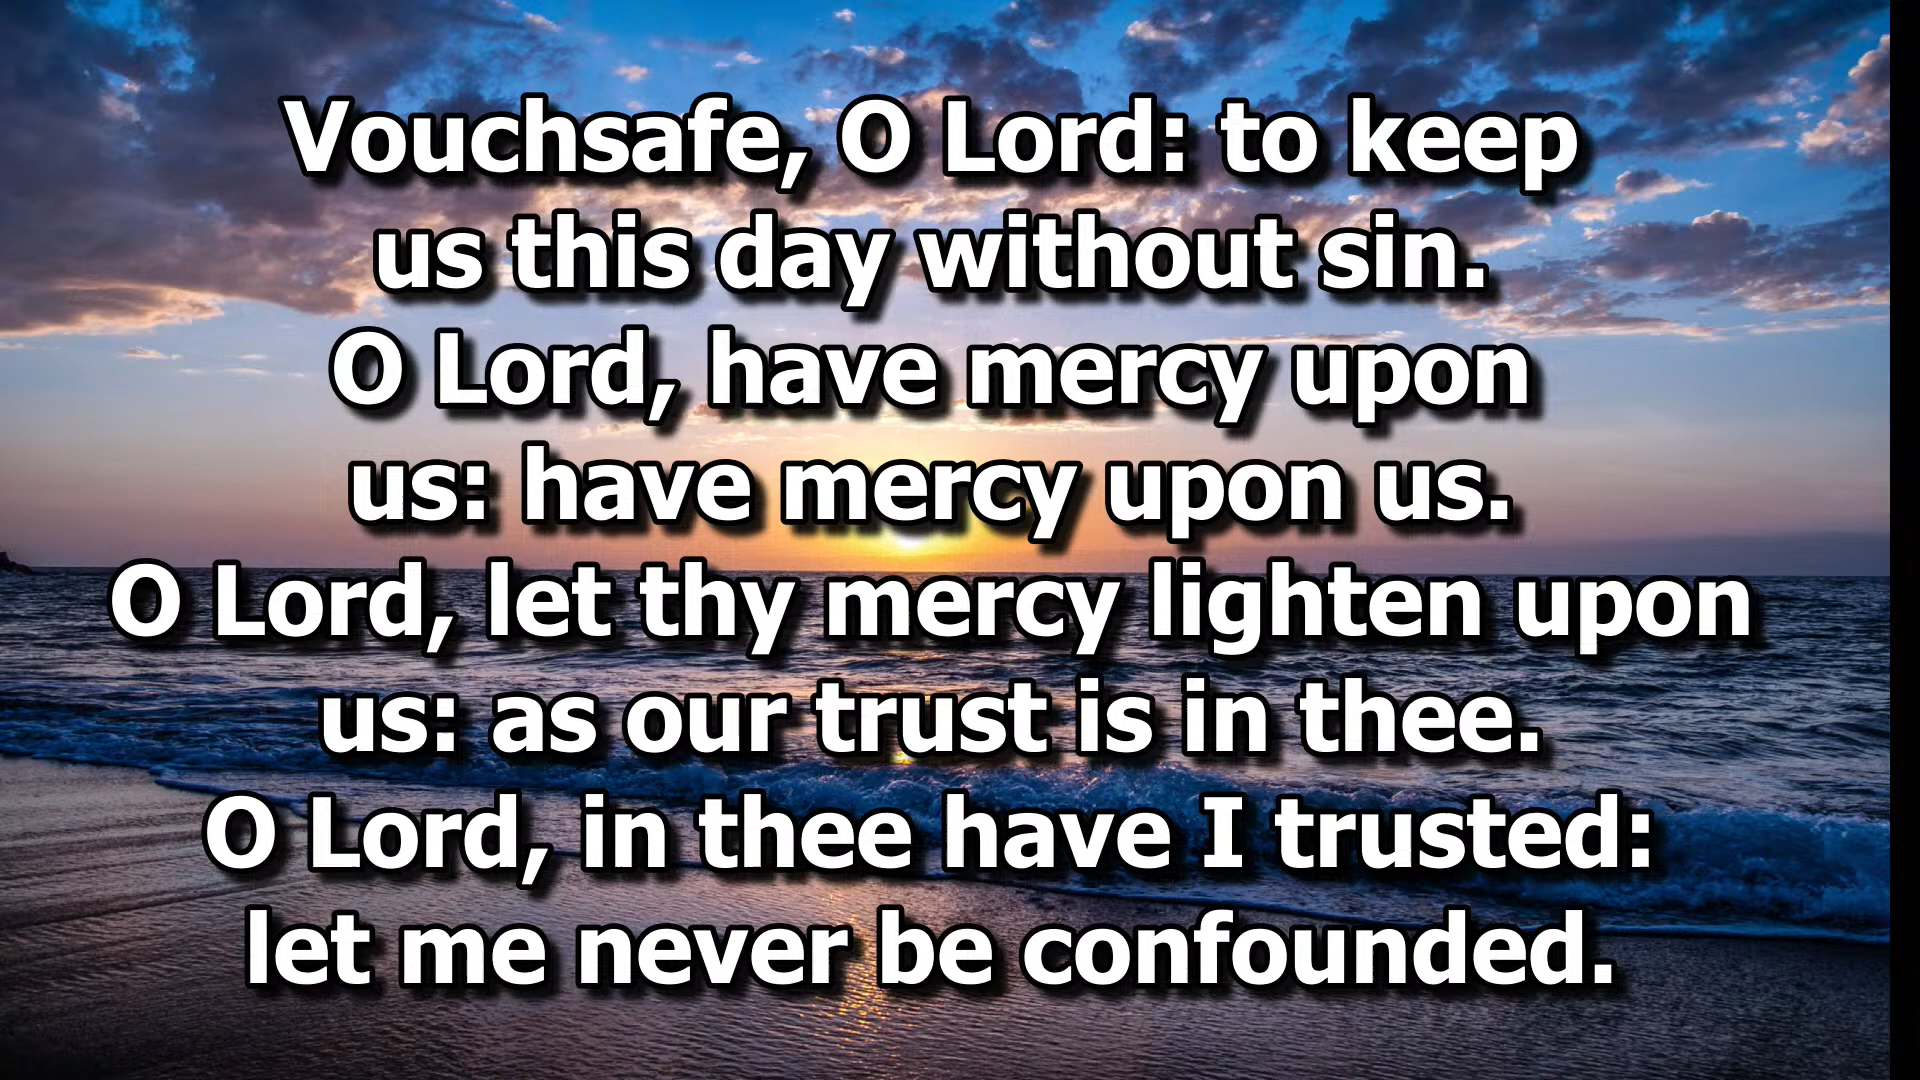 Vouchsafe, O Lord: to keep
us this day without sin.
O Lord, have mercy upon
us: have mercy upon us.
O Lord, let thy mercy lighten upon
us: as our trust is in thee.
O Lord, in thee have I trusted:
let me never be confounded.